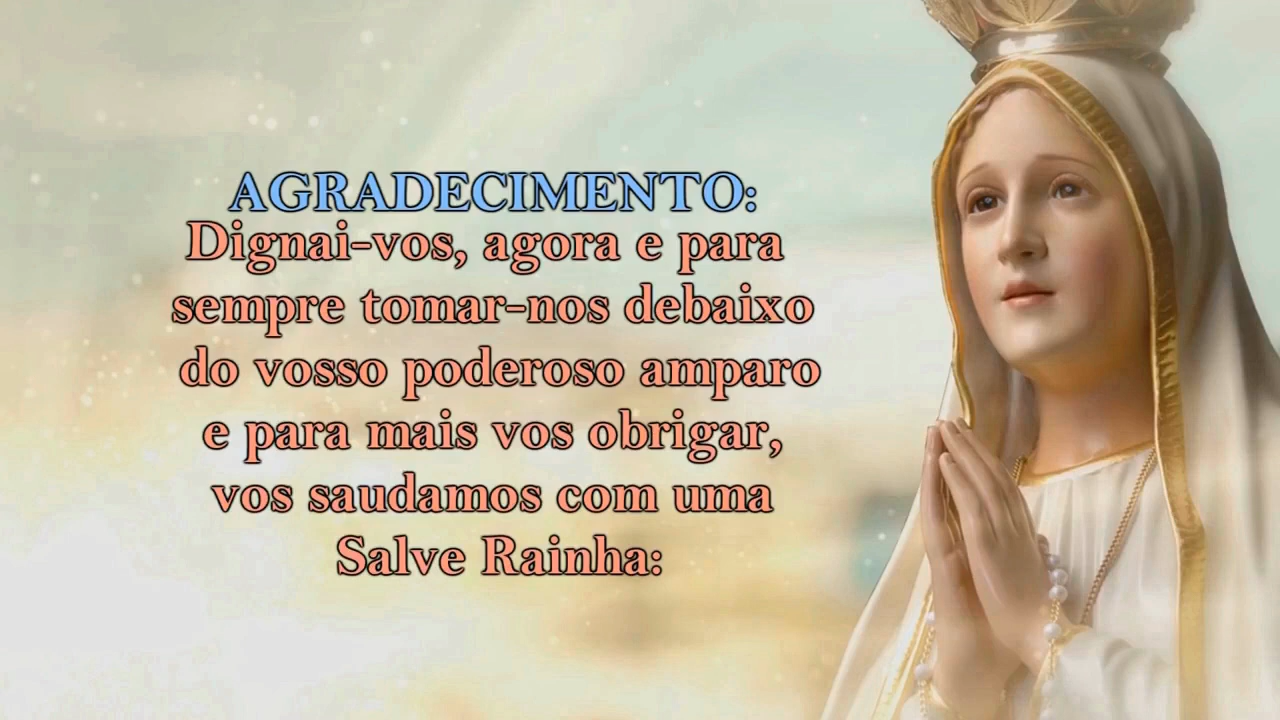 AGRADECIMENTO:
Dignai-vos, agora e para
sempre tomar-nos debaixo
do vosso poderoso amparo
e para mais vos obrigar,
vos saudamos com uma
Salve Rainha: